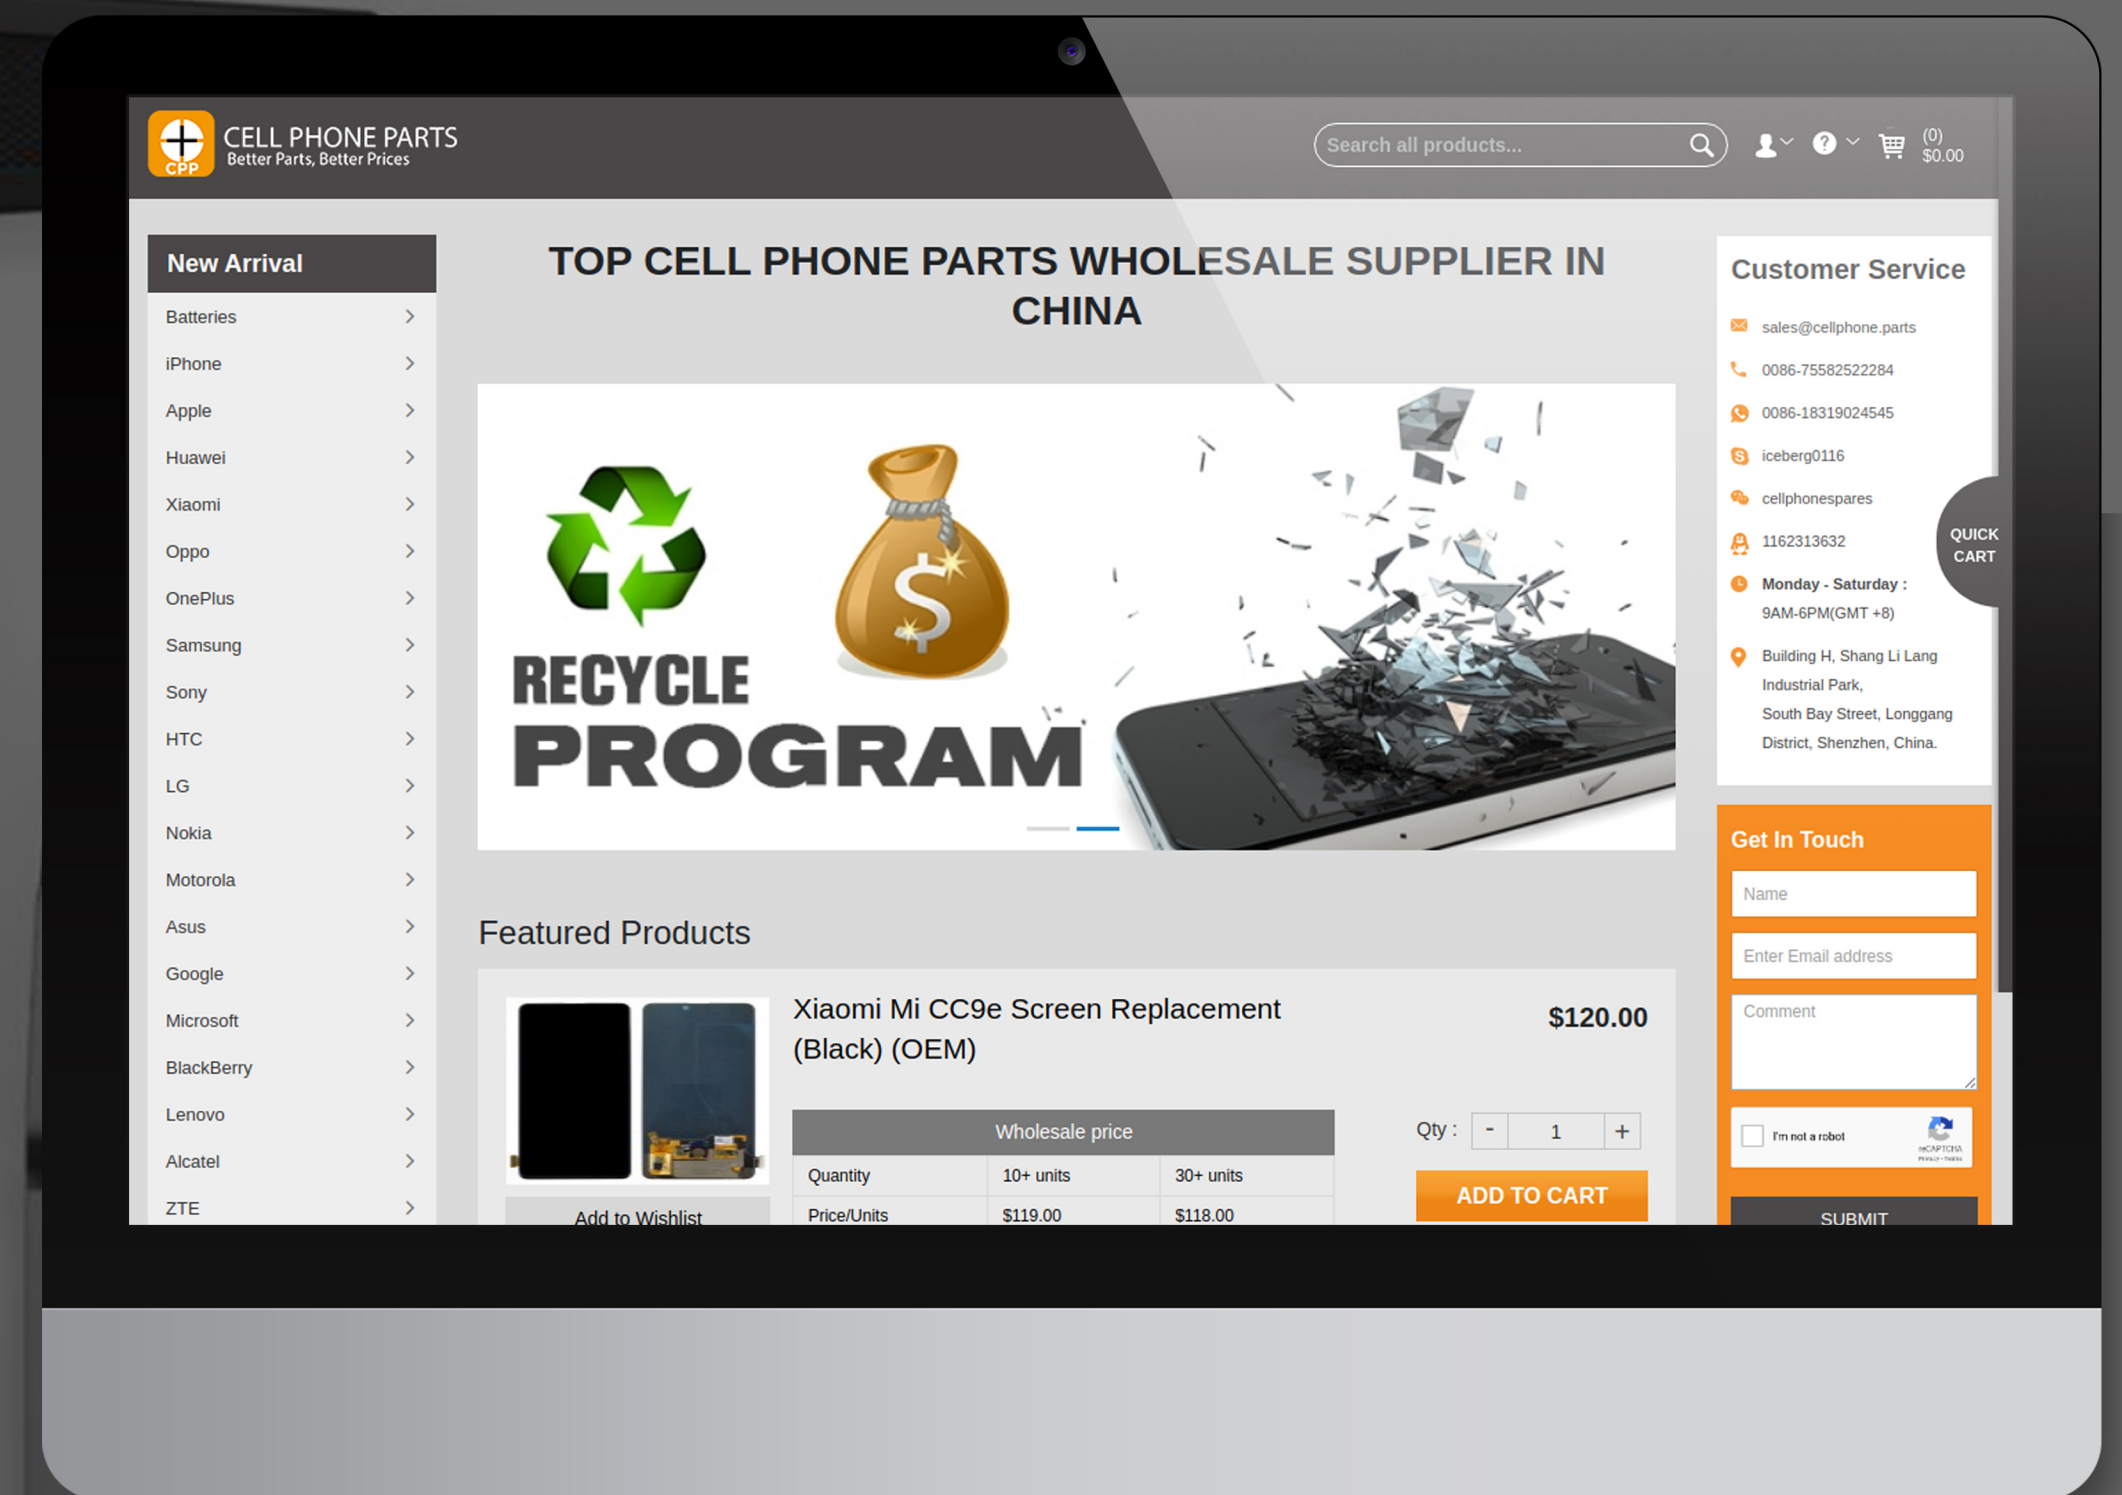 CPP
CELL PHONE PARTS
Better Parts, Better Prices
Search all products...
?
(0)
$0.00
New Arrival
Batteries
iPhone
Apple
Huawei
Xiaomi
Oppo
OnePlus
Samsung
Sony
HTC
LG
Nokia
Motorola
Asus
Google
Microsoft
BlackBerry
Lenovo
Alcatel
ZTE
TOP CELL PHONE PARTS WHOLESALE SUPPLIER IN
CHINA
$
RECYCLE
PROGRAM
Featured Products
Xiaomi Mi CC9e Screen Replacement
(Black) (OEM)
$120.00
Wholesale price
Quantity 10+ units 30+ units
Price/Units $119.00 $118.00
Qty : - 1 +
ADD TO CART
Add to Wishlist
Customer Service
sales@cellphone.parts
0086-75582522284
0086-18319024545
iceberg0116
cellphonespares
1162313632
Monday - Saturday :
9AM-6PM(GMT +8)
Building H, Shang Li Lang
Industrial Park,
South Bay Street, Longgang
District, Shenzhen, China.
QUICK
CART
Get In Touch
Name
Enter Email address
Comment
I'm not a robot
reCAPTCHA
Privacy - Terms
SUBMIT